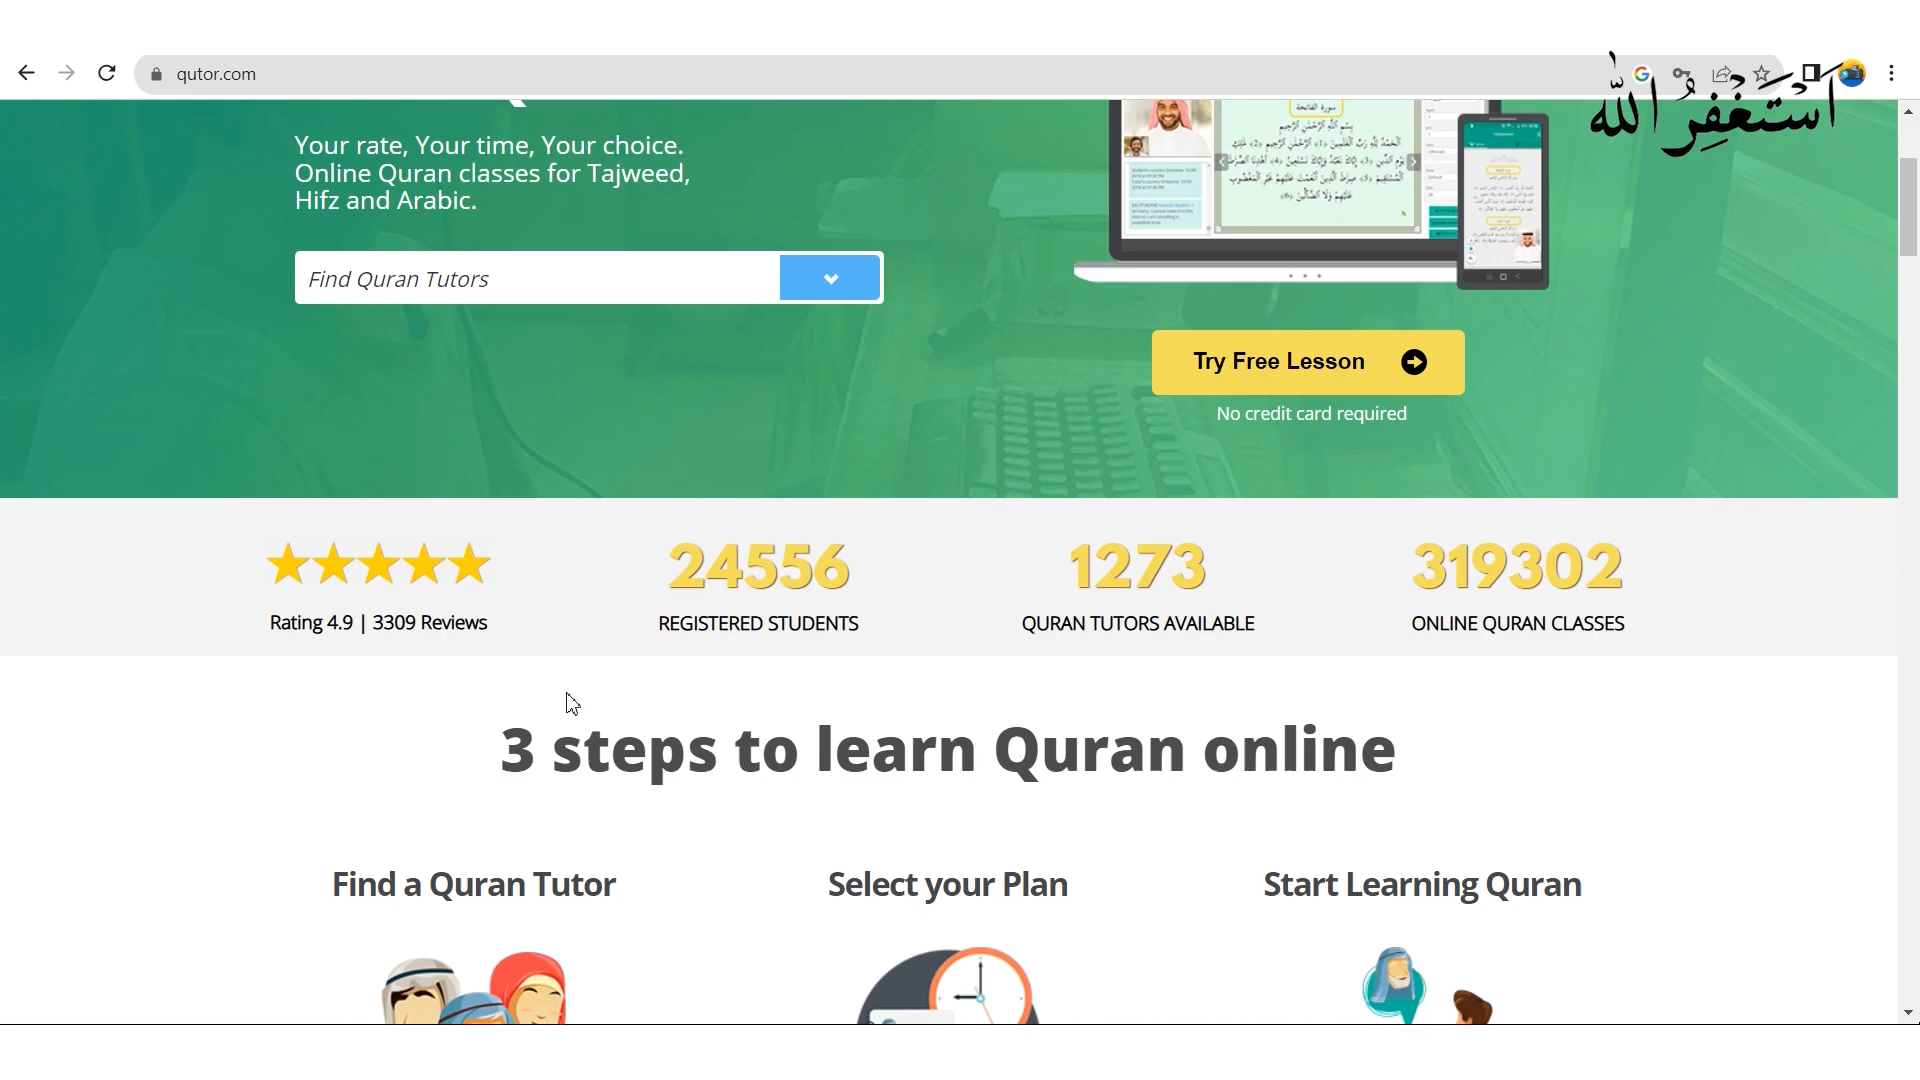 qutor.com
أَسْتَغْفِرُ اللّٰه
Your rate, Your time, Your choice.
Online Quran classes for Tajweed,
Hifz and Arabic.
Find Quran Tutors
سورة الفاتحة
Try Free Lesson
No credit card required
24556
1273
319302
Rating 4.9 | 3309 Reviews
REGISTERED STUDENTS
QURAN TUTORS AVAILABLE
ONLINE QURAN CLASSES
3 steps to learn Quran online
Find a Quran Tutor
Select your Plan
Start Learning Quran